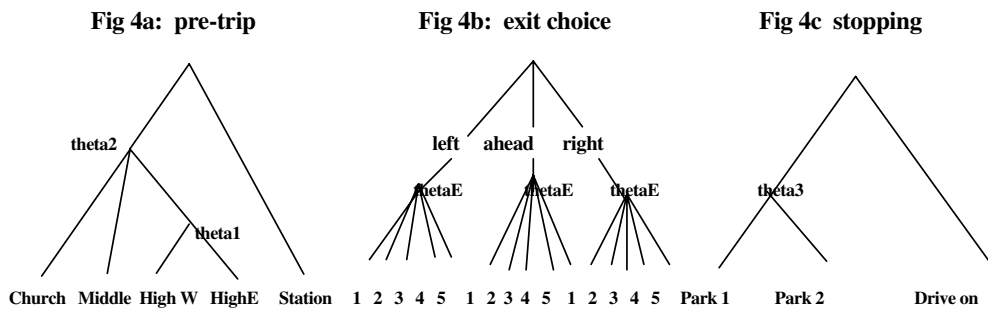 Fig 4a: pre-trip
Fig 4b: exit choice
Fig 4c stopping
theta2
theta1
Church Middle High W HighE Station
left ahead right
thetaE thetaE thetaE
1 2 3 4 5 1 2 3 4 5 1 2 3 4 5
theta3
Park 1 Park 2 Drive on